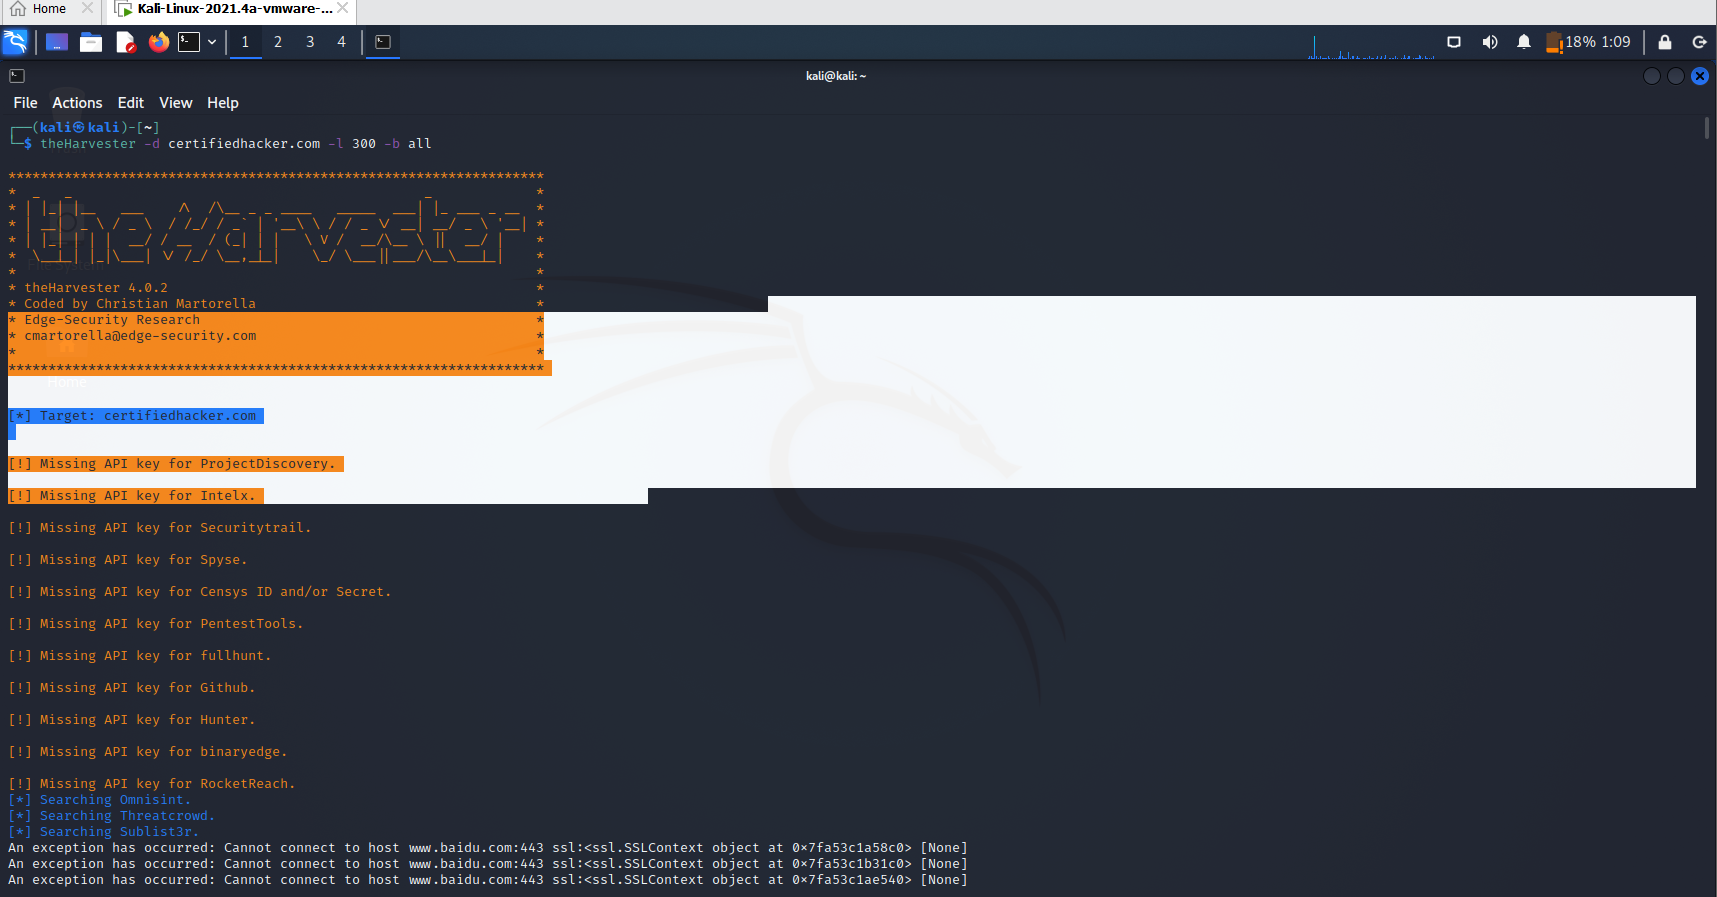 Home
Kali-Linux-2021.4a-vmware-...
1 2 3 4
18% 1:09
kali@kali: ~
File Actions Edit View Help
┌──(kali㉿kali)-[~]
└─$ theHarvester -d certifiedhacker.com -l 300 -b all
*******************************************************************
* theHarvester 4.0.2 *
* Coded by Christian Martorella *
* Edge-Security Research *
* cmartorella@edge-security.com *
* *
*******************************************************************
Home
[*] Target: certifiedhacker.com
[!] Missing API key for ProjectDiscovery.
[!] Missing API key for Intelx.
[!] Missing API key for Securitytrail.
[!] Missing API key for Spyse.
[!] Missing API key for Censys ID and/or Secret.
[!] Missing API key for PentestTools.
[!] Missing API key for fullhunt.
[!] Missing API key for Github.
[!] Missing API key for Hunter.
[!] Missing API key for binaryedge.
[!] Missing API key for RocketReach.
[*] Searching Omnisint.
[*] Searching Threatcrowd.
[*] Searching Sublist3r.
An exception has occurred: Cannot connect to host www.baidu.com:443 ssl:<ssl.SSLContext object at 0x7fa53c1a58c0> [None]
An exception has occurred: Cannot connect to host www.baidu.com:443 ssl:<ssl.SSLContext object at 0x7fa53c1b31c0> [None]
An exception has occurred: Cannot connect to host www.baidu.com:443 ssl:<ssl.SSLContext object at 0x7fa53c1ae540> [None]